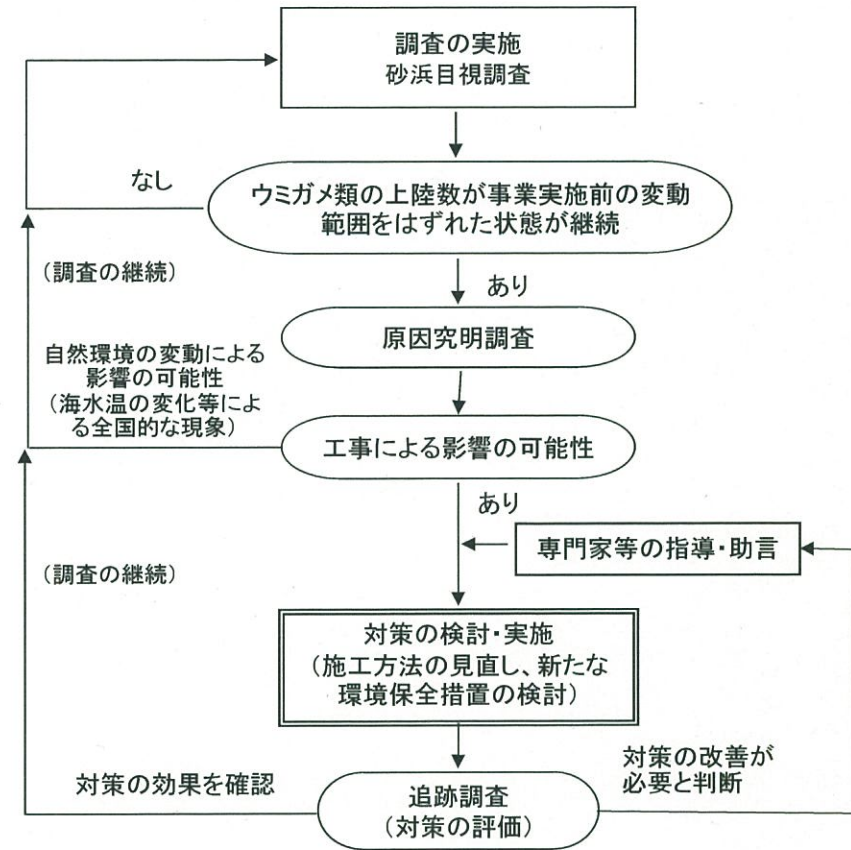 調査の実施
砂浜目視調査
なし
ウミガメ類の上陸数が事業実施前の変動
範囲をはずれた状態が継続
(調査の継続)
あり
原因究明調査
自然環境の変動による
影響の可能性
(海水温の変化等によ
る全国的な現象)
工事による影響の可能性
あり
専門家等の指導・助言
(調査の継続)
対策の検討・実施
(施工方法の見直し、新たな
環境保全措置の検討)
対策の効果を確認
対策の改善が
必要と判断
追跡調査
(対策の評価)